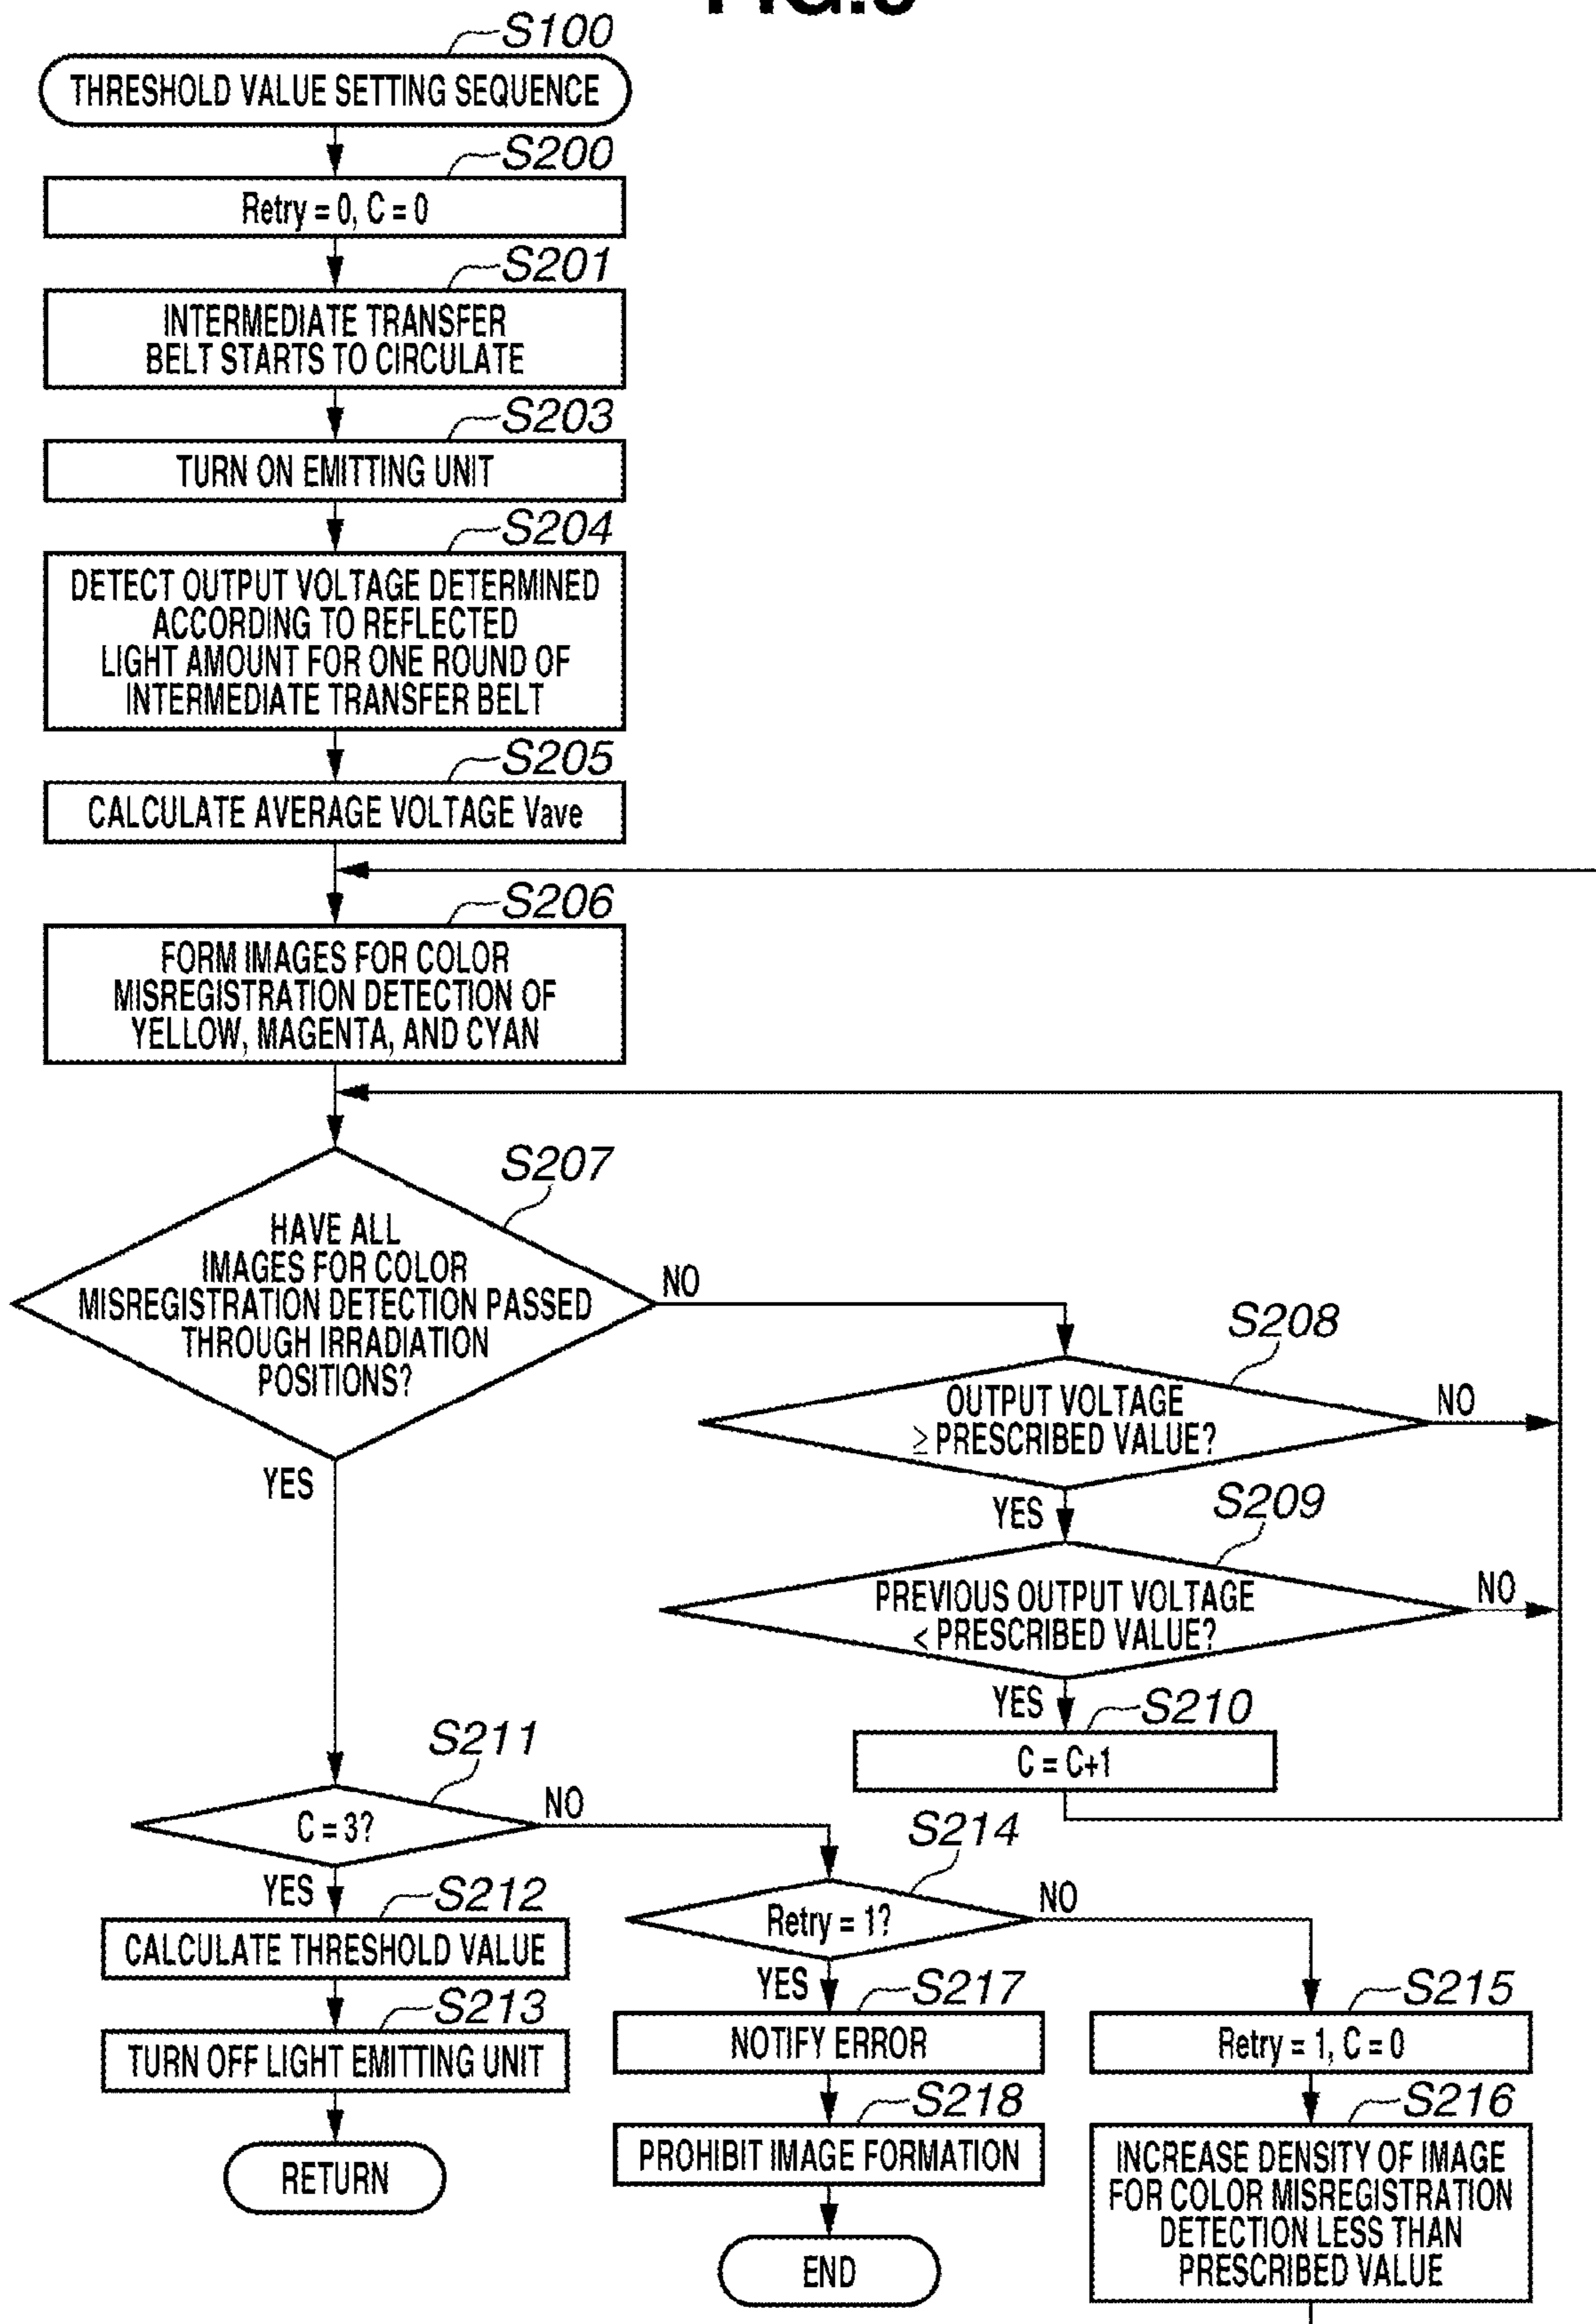 S100
THRESHOLD VALUE SETTING SEQUENCE
S200
Retry = 0, C = 0
S201
INTERMEDIATE TRANSFER
BELT STARTS TO CIRCULATE
S203
TURN ON EMITTING UNIT
S204
DETECT OUTPUT VOLTAGE DETERMINED
ACCORDING TO REFLECTED
LIGHT AMOUNT FOR ONE ROUND OF
INTERMEDIATE TRANSFER BELT
S205
CALCULATE AVERAGE VOLTAGE Vave
S206
FORM IMAGES FOR COLOR
MISREGISTRATION DETECTION OF
YELLOW, MAGENTA, AND CYAN
S207
HAVE ALL
IMAGES FOR COLOR
MISREGISTRATION DETECTION PASSED
THROUGH IRRADIATION
POSITIONS?
NO
YES
S208
OUTPUT VOLTAGE
≥ PRESCRIBED VALUE?
NO
YES
S209
PREVIOUS OUTPUT VOLTAGE
< PRESCRIBED VALUE?
NO
YES
S210
C = C+1
S211
C = 3?
NO
YES
S212
CALCULATE THRESHOLD VALUE
S213
TURN OFF LIGHT EMITTING UNIT
RETURN
S214
Retry = 1?
NO
YES
S217
NOTIFY ERROR
S218
PROHIBIT IMAGE FORMATION
END
S215
Retry = 1, C = 0
S216
INCREASE DENSITY OF IMAGE
FOR COLOR MISREGISTRATION
DETECTION LESS THAN
PRESCRIBED VALUE